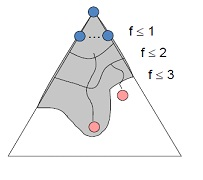 f ≤ 1
f ≤ 2
f ≤ 3